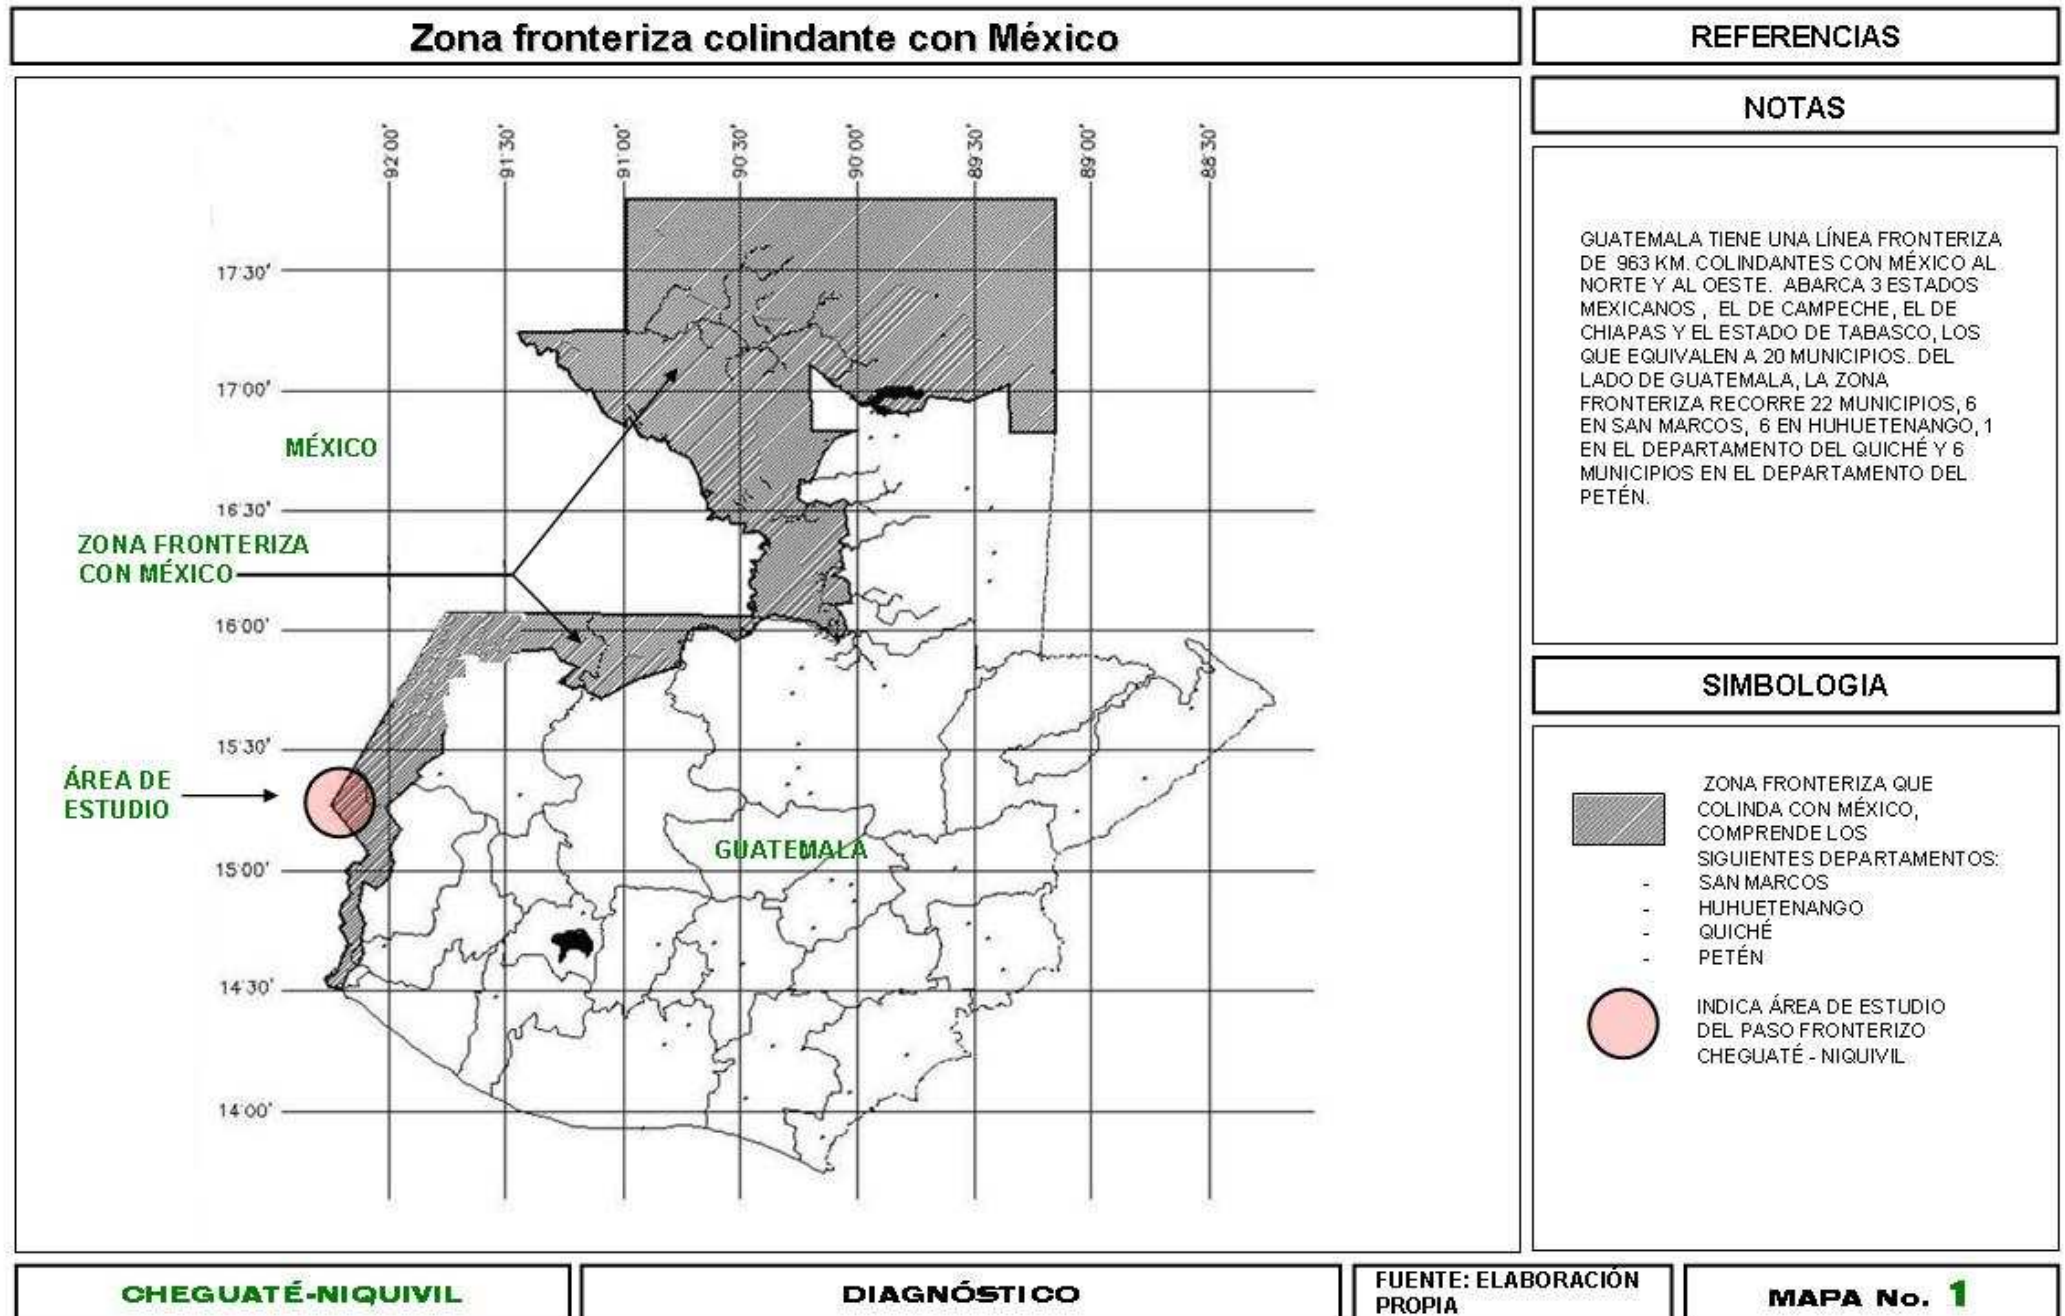 Zona fronteriza colindante con México
REFERENCIAS
NOTAS
GUATEMALA TIENE UNA LÍNEA FRONTERIZA
DE 963 KM. COLINDANTES CON MÉXICO AL
NORTE Y AL OESTE. ABARCA 3 ESTADOS
MEXICANOS , EL DE CAMPECHE, EL DE
CHIAPAS Y EL ESTADO DE TABASCO, LOS
QUE EQUIVALEN A 20 MUNICIPIOS. DEL
LADO DE GUATEMALA, LA ZONA
FRONTERIZA RECORRE 22 MUNICIPIOS, 6
EN SAN MARCOS, 6 EN HUHUETENANGO, 1
EN EL DEPARTAMENTO DEL QUICHÉ Y 6
MUNICIPIOS EN EL DEPARTAMENTO DEL
PETÉN.
SIMBOLOGIA
ZONA FRONTERIZA QUE
COLINDA CON MÉXICO,
COMPRENDE LOS
SIGUIENTES DEPARTAMENTOS:
- SAN MARCOS
- HUHUETENANGO
- QUICHÉ
- PETÉN
INDICA ÁREA DE ESTUDIO
DEL PASO FRONTERIZO
CHEGUATÉ - NIQUIVIL
92°00'
91°30'
91°00'
90°30'
90°00'
89°30'
89°00'
88°30'
17°30'
17°00'
MÉXICO
16°30'
ZONA FRONTERIZA
CON MÉXICO
16°00'
15°30'
ÁREA DE
ESTUDIO
GUATEMALA
15°00'
14°30'
14°00'
CHEGUATÉ-NIQUIVIL
DIAGNÓSTICO
FUENTE: ELABORACIÓN
PROPIA
MAPA No. 1